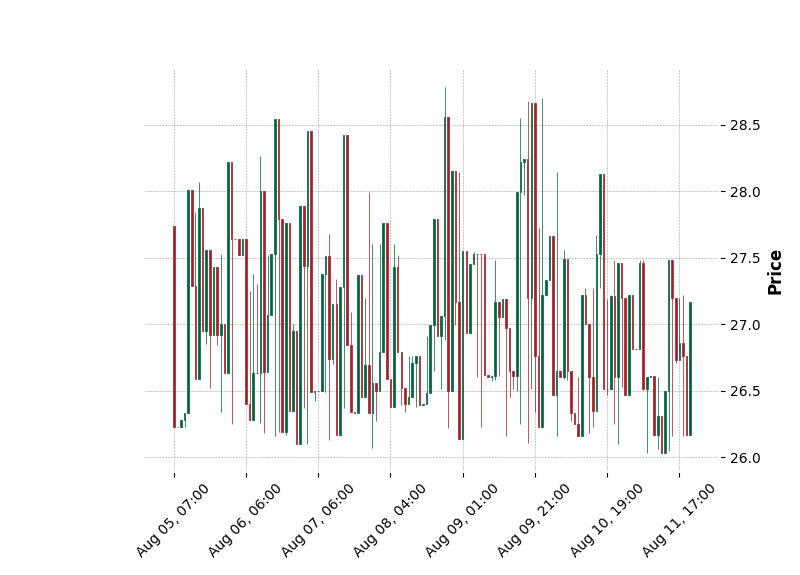 28.5
28.0
27.5
27.0
26.5
26.0
Price
Aug 05, 07:00
Aug 06, 06:00
Aug 07, 06:00
Aug 08, 04:00
Aug 09, 01:00
Aug 09, 21:00
Aug 10, 19:00
Aug 11, 17:00